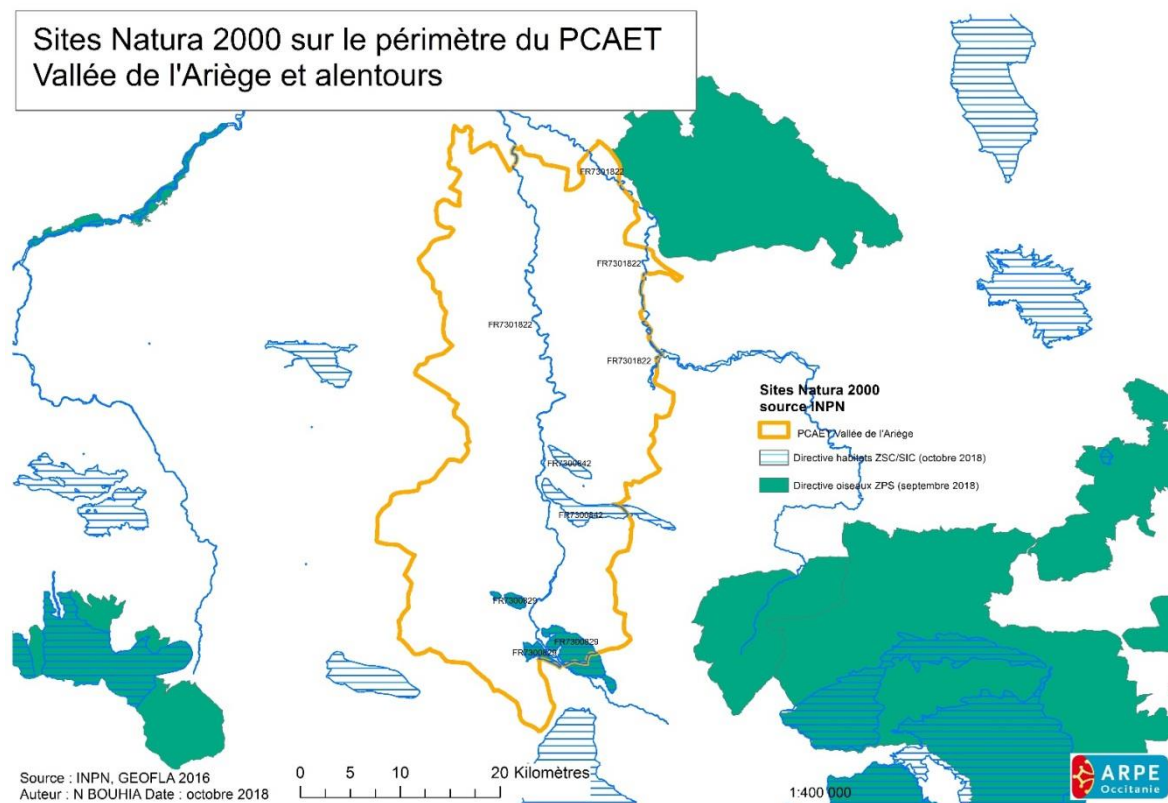 Sites Natura 2000 sur le périmètre du PCAET
Vallée de l'Ariège et alentours
FR7301822
FR7301822
FR7301822
FR7301822
Sites Natura 2000
source INPN
PCAET Vallée de l'Ariège
Directive habitats ZSC/SIC (octobre 2018)
Directive oiseaux ZPS (septembre 2018)
FR7300842
FR7300842
FR7300829
FR7300829
FR7300829
Source : INPN, GEOFLA 2016
Auteur : N BOUHIA Date : octobre 2018
0 5 10 20 Kilomètres
1:400 000
ARPE
Occitanie